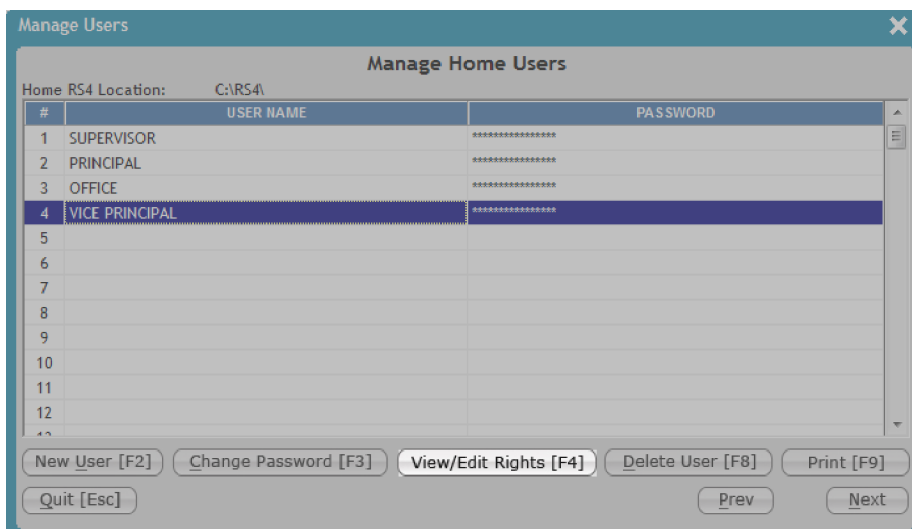 Manage Users
Manage Home Users
Home RS4 Location: C:\RS4\
# USER NAME PASSWORD
1 SUPERVISOR ****************
2 PRINCIPAL ****************
3 OFFICE ****************
4 VICE PRINCIPAL ****************
5
6
7
8
9
10
11
12
New User [F2] Change Password [F3] View/Edit Rights [F4] Delete User [F8] Print [F9]
Quit [Esc] Prev Next